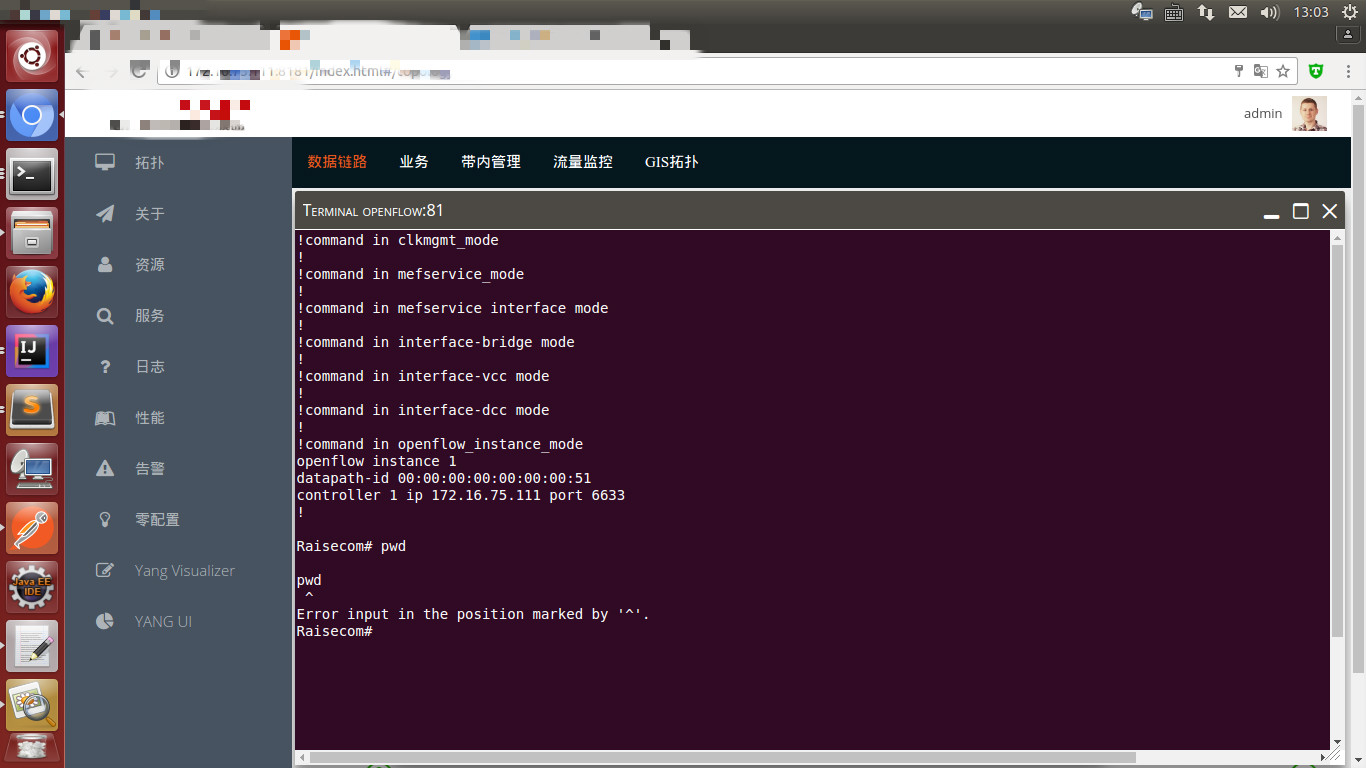 13:03
admin
拓扑
关于
资源
服务
日志
性能
告警
零配置
Yang Visualizer
YANG UI
数据链路 业务 带内管理 流量监控 GIS拓扑
Terminal openflow:81
!command in clkmgmt_mode
!
!command in mefservice_mode
!
!command in mefservice interface mode
!
!command in interface-bridge mode
!
!command in interface-vcc mode
!
!command in interface-dcc mode
!
!command in openflow_instance_mode
openflow instance 1
datapath-id 00:00:00:00:00:00:00:51
controller 1 ip 172.16.75.111 port 6633
!
Raisecom# pwd
pwd
^
Error input in the position marked by '^'.
Raisecom#
IJ
Java EE
IDE